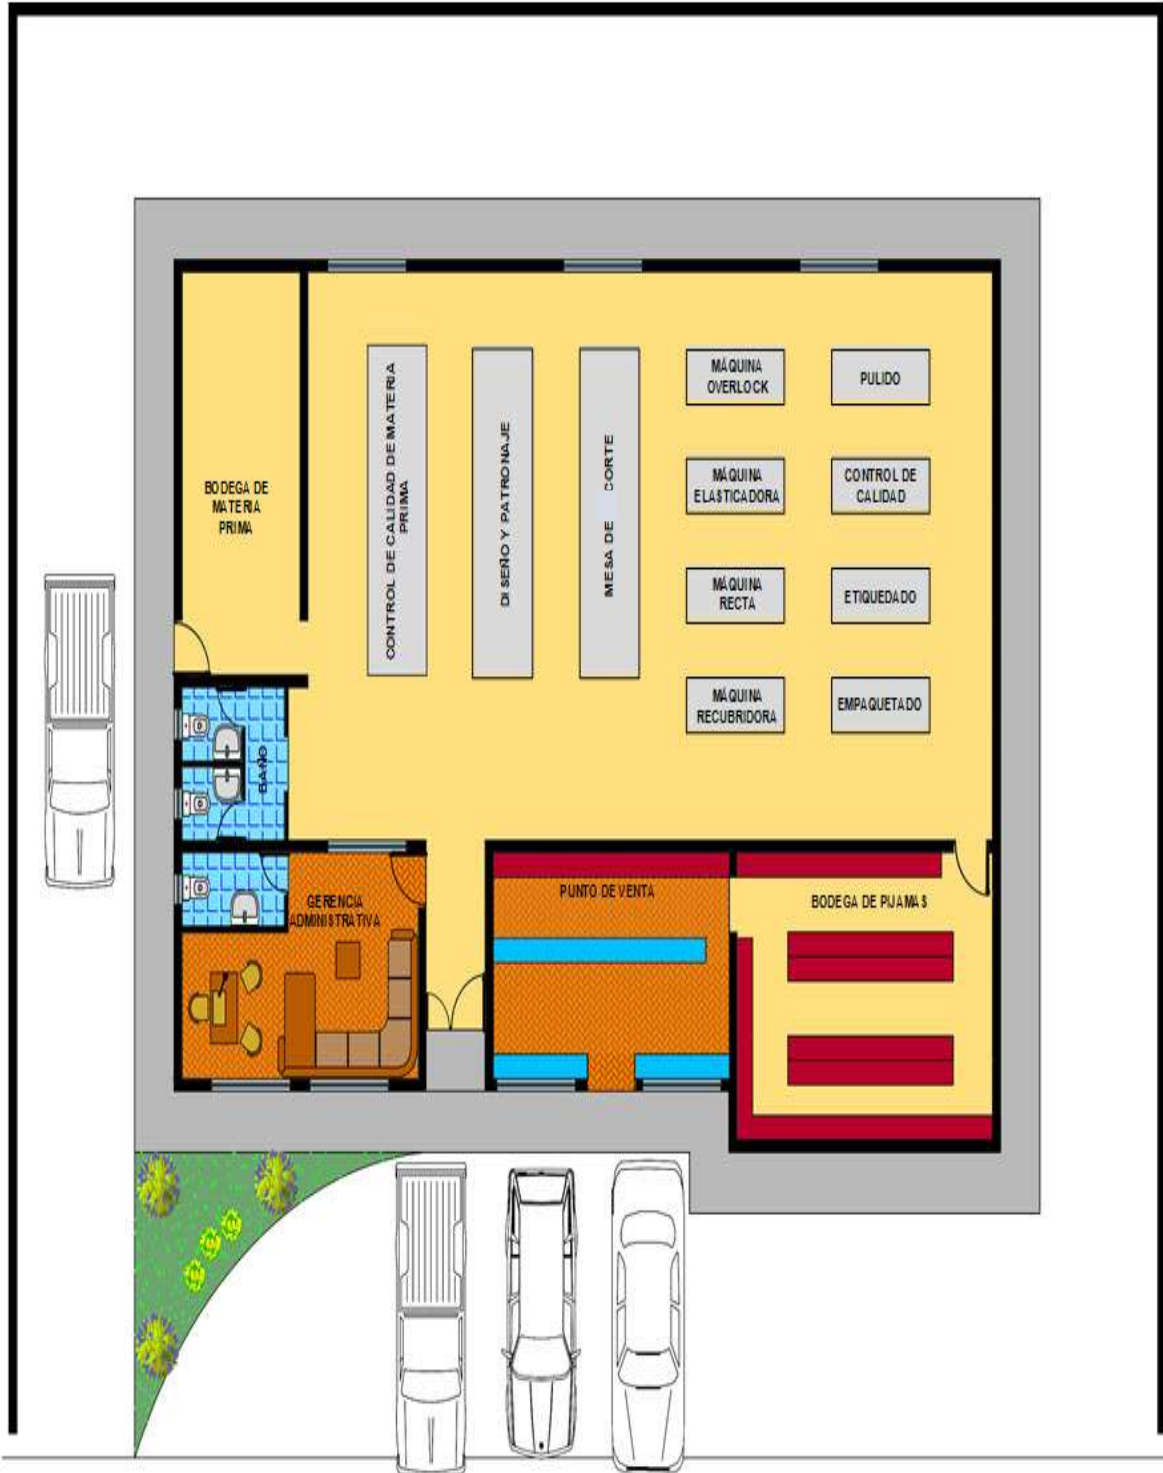 BODEGA DE
MATERIA
PRIMA
CONTROL DE CALIDAD DE MATERIA
PRIMA
DISEÑO Y PATRONAJE
MESA DE CORTE
MÁQUINA
OVERLOCK
PULIDO
MÁQUINA
ELASTICADORA
CONTROL DE
CALIDAD
MÁQUINA
RECTA
ETIQUEDADO
MÁQUINA
RECUBRIDORA
EMPAQUETADO
BAÑO
GERENCIA
ADMINISTRATIVA
PUNTO DE VENTA
BODEGA DE PIJAMAS